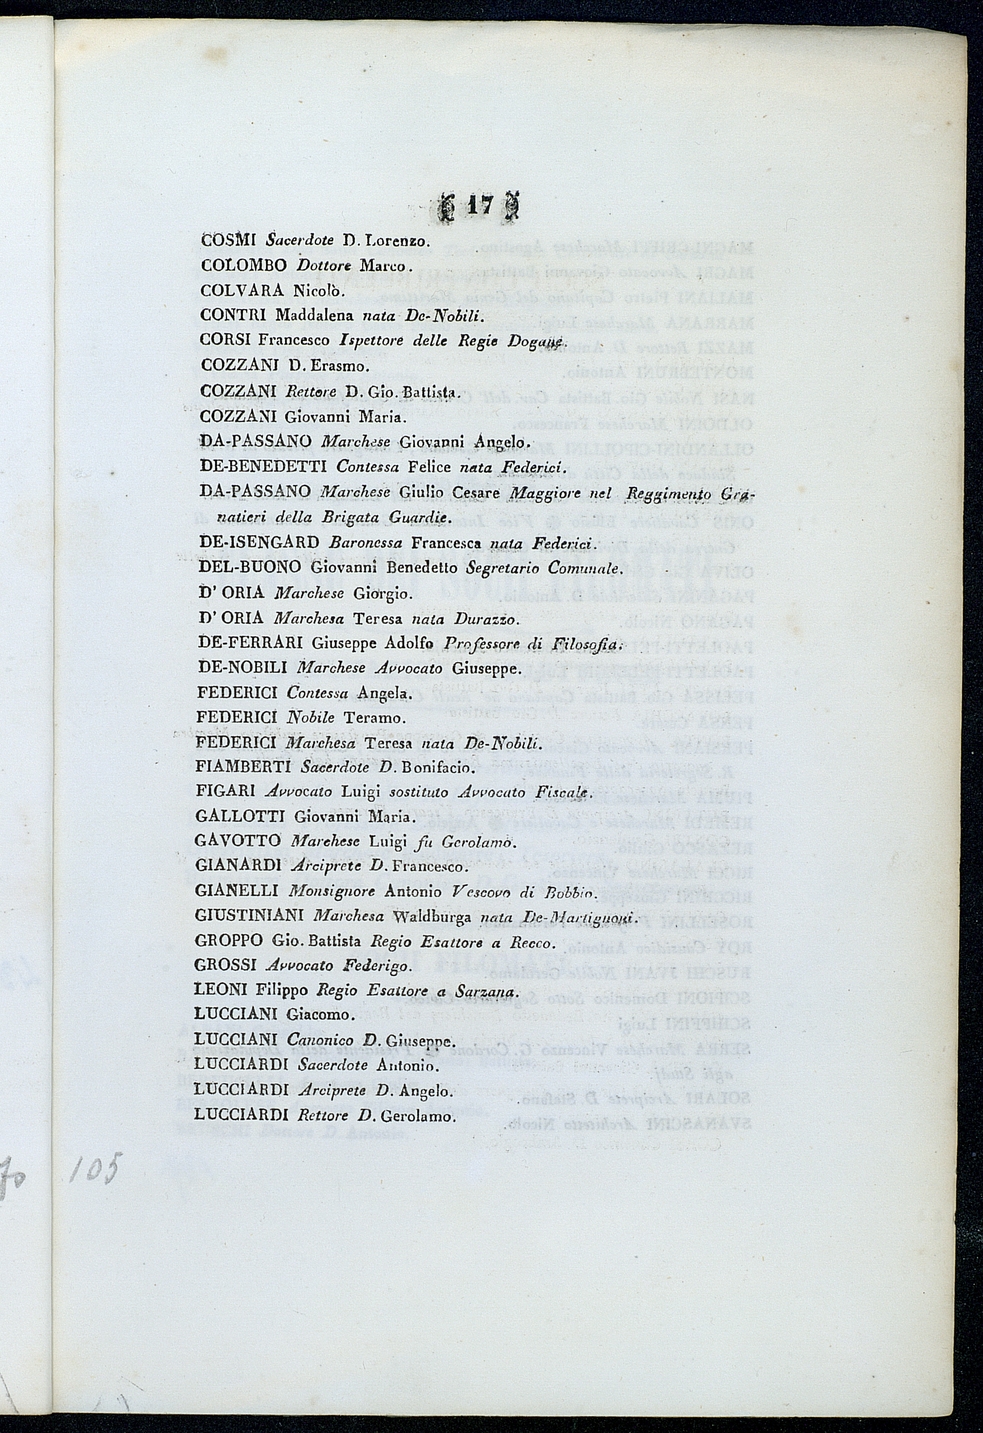 17
COSMI Sacerdote D. Lorenzo.
COLOMBO Dottore Marco.
COLVARA Nicolò.
CONTRI Maddalena nata De-Nobili.
CORSI Francesco Ispettore delle Regie Dogane.
COZZANI D. Erasmo.
COZZANI Rettore D. Gio. Battista.
COZZANI Giovanni Maria.
DA-PASSANO Marchese Giovanni Angelo.
DE-BENEDETTI Contessa Felice nata Federici.
DA-PASSANO Marchese Giulio Cesare Maggiore nel Reggimento Gra-
natieri della Brigata Guardie.
DE-ISENGARD Baronessa Francesca nata Federici.
DEL-BUONO Giovanni Benedetto Segretario Comunale.
D' ORIA Marchese Giorgio.
D' ORIA Marchesa Teresa nata Durazzo.
DE-FERRARI Giuseppe Adolfo Professore di Filosofia.
DE-NOBILI Marchese Avvocato Giuseppe.
FEDERICI Contessa Angela.
FEDERICI Nobile Teramo.
FEDERICI Marchesa Teresa nata De-Nobili.
FIAMBERTI Sacerdote D. Bonifacio.
FIGARI Avvocato Luigi sostituto Avvocato Fiscale.
GALLOTTI Giovanni Maria.
GAVOTTO Marchese Luigi fu Gerolamo.
GIANARDI Arciprete D. Francesco.
GIANELLI Monsignore Antonio Vescovo di Bobbio.
GIUSTINIANI Marchesa Waldburga nata De-Martignoni.
GROPPO Gio. Battista Regio Esattore a Recco.
GROSSI Avvocato Federigo.
LEONI Filippo Regio Esattore a Sarzana.
LUCCIANI Giacomo.
LUCCIANI Canonico D. Giuseppe.
LUCCIARDI Sacerdote Antonio.
LUCCIARDI Arciprete D. Angelo.
LUCCIARDI Rettore D. Gerolamo.
105